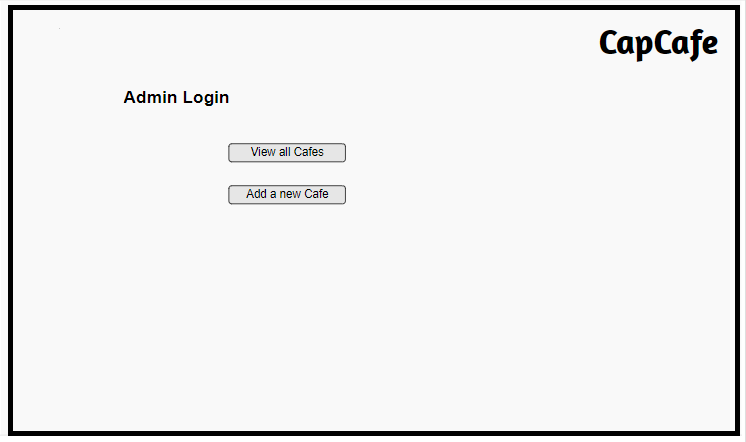 CapCafe
Admin Login
View all Cafes
Add a new Cafe